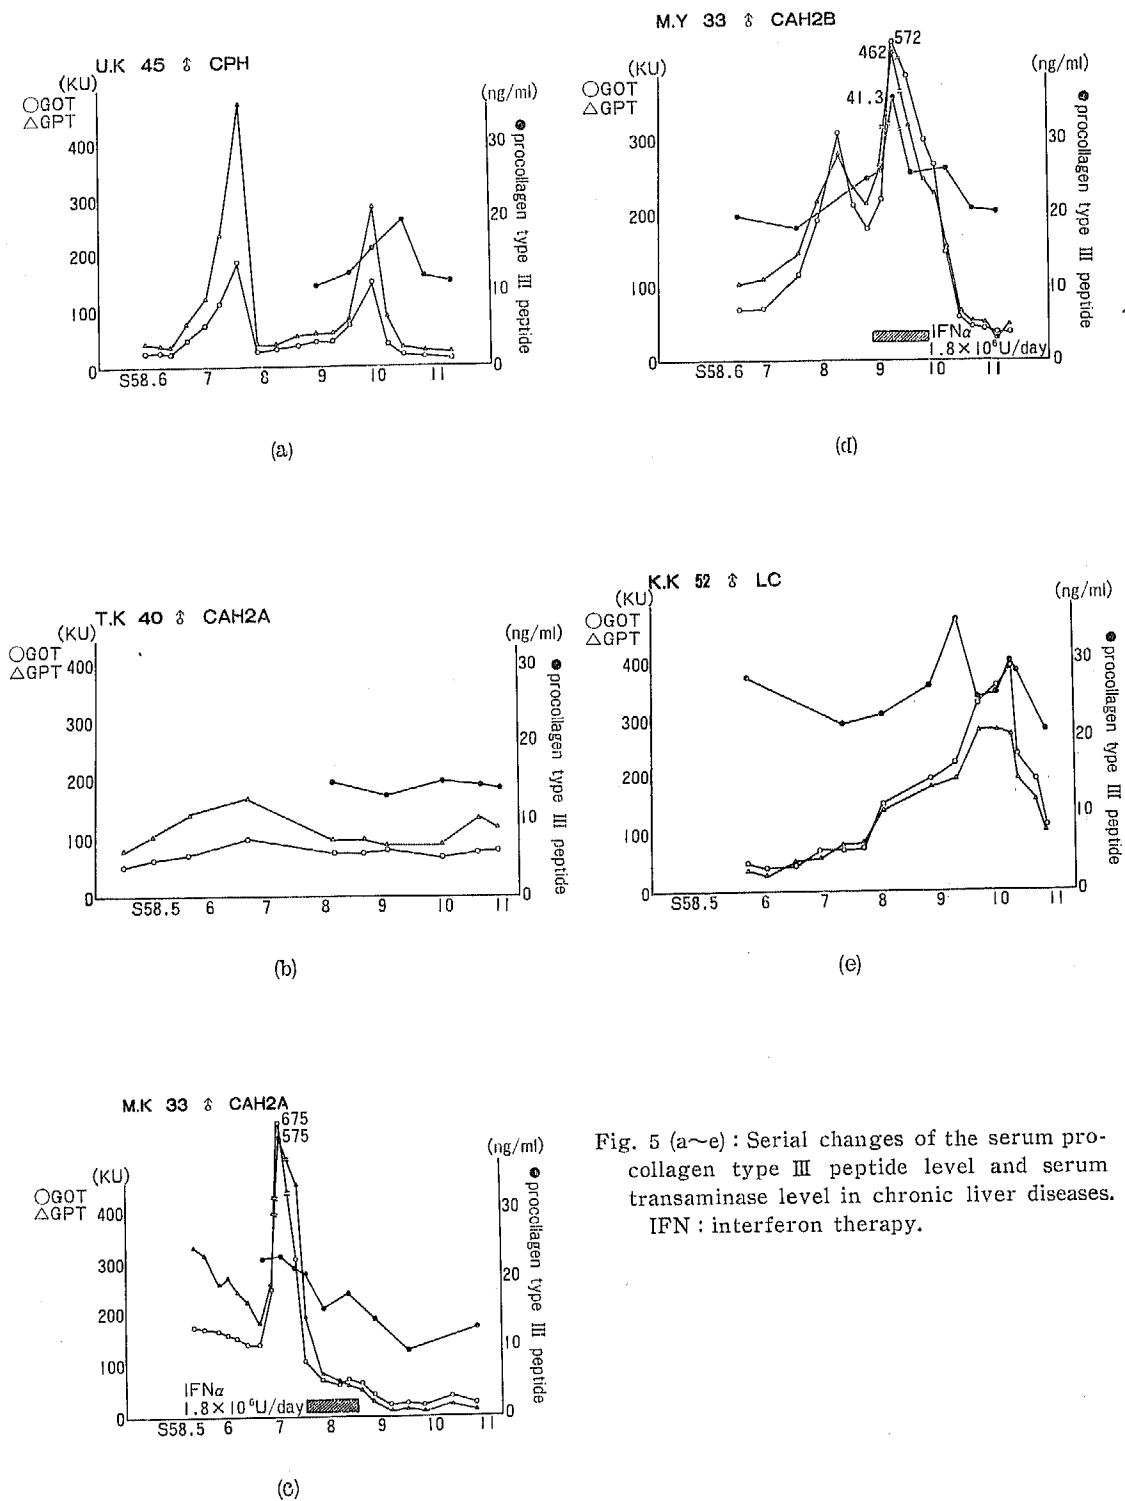 U.K 45 ♂ CPH
(KU)
○GOT
△GPT
(ng/ml)
● procollagen type Ⅲ peptide
400
300
200
100
0
30
20
10
0
S58.6 7 8 9 10 11
(a)
M.Y 33 ♂ CAH2B
(KU)
○GOT
△GPT
(ng/ml)
● procollagen type Ⅲ peptide
572
462
41.3
300
200
100
0
30
20
10
0
IFNα
1.8×10⁶U/day
S58.6 7 8 9 10 11
(d)
T.K 40 ♂ CAH2A
(KU)
○GOT
△GPT
(ng/ml)
● procollagen type Ⅲ peptide
400
300
200
100
0
30
20
10
0
S58.5 6 7 8 9 10 11
(b)
K.K 52 ♂ LC
(KU)
○GOT
△GPT
(ng/ml)
● procollagen type Ⅲ peptide
400
300
200
100
0
30
20
10
0
S58.5 6 7 8 9 10 11
(e)
M.K 33 ♂ CAH2A
(KU)
○GOT
△GPT
(ng/ml)
● procollagen type Ⅲ peptide
675
575
400
300
200
100
0
30
20
10
0
IFNα
1.8×10⁶U/day
S58.5 6 7 8 9 10 11
(c)
Fig. 5 (a~e) : Serial changes of the serum pro-
collagen type Ⅲ peptide level and serum
transaminase level in chronic liver diseases.
IFN : interferon therapy.